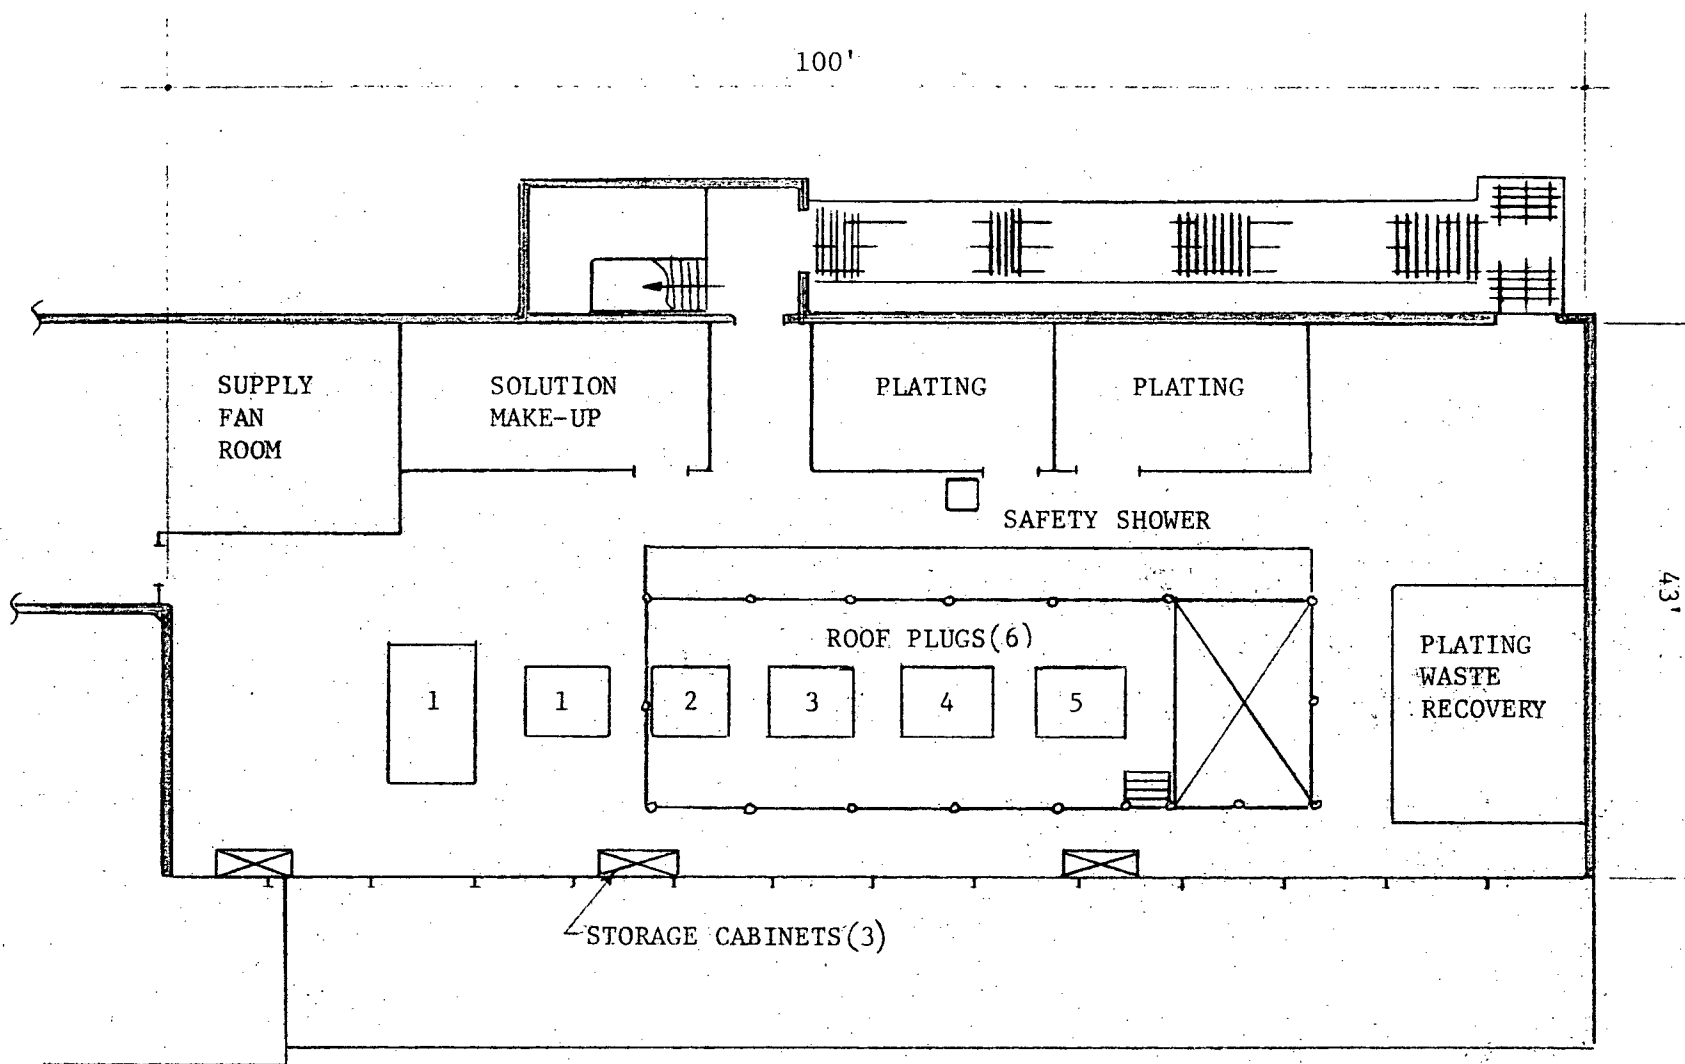 100'
SUPPLY
FAN
ROOM
SOLUTION
MAKE-UP
PLATING
PLATING
SAFETY SHOWER
43'
ROOF PLUGS(6)
PLATING
WASTE
RECOVERY
1
1
2
3
4
5
STORAGE CABINETS(3)